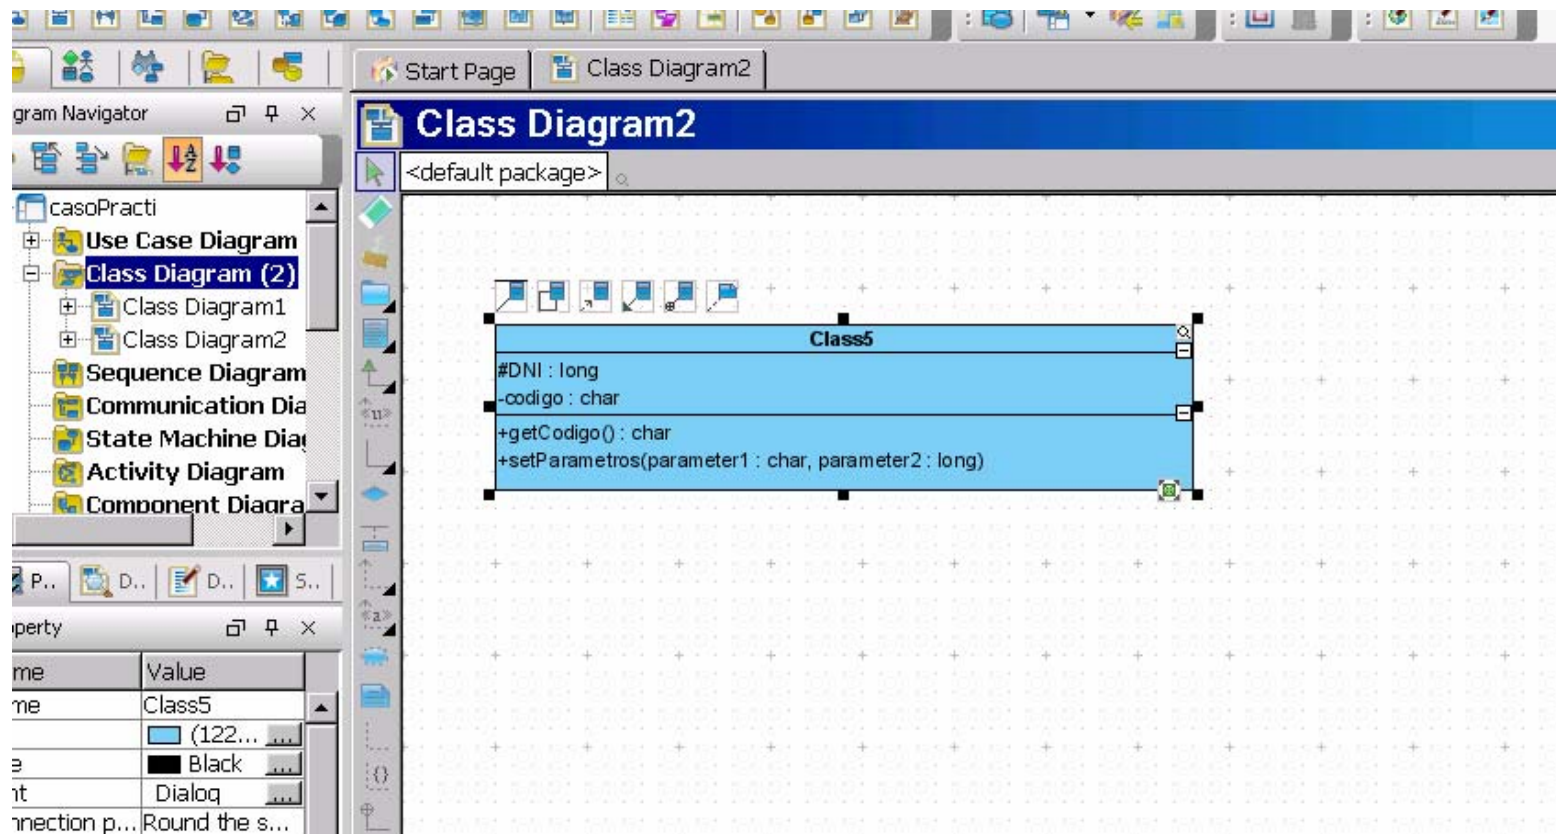 Start Page
Class Diagram2
gram Navigator
Class Diagram2
<default package>
casoPracti
Use Case Diagram
Class Diagram (2)
Class Diagram1
Class Diagram2
Sequence Diagram
Communication Dia
State Machine Dia
Activity Diagram
Component Diagra
Class5
#DNI : long
-codigo : char
+getCodigo() : char
+setParametros(parameter1 : char, parameter2 : long)
P..
D..
D..
S..
perty
me
Value
me
Class5
(122...
Black
nt
Dialog
nnection p...
Round the s...